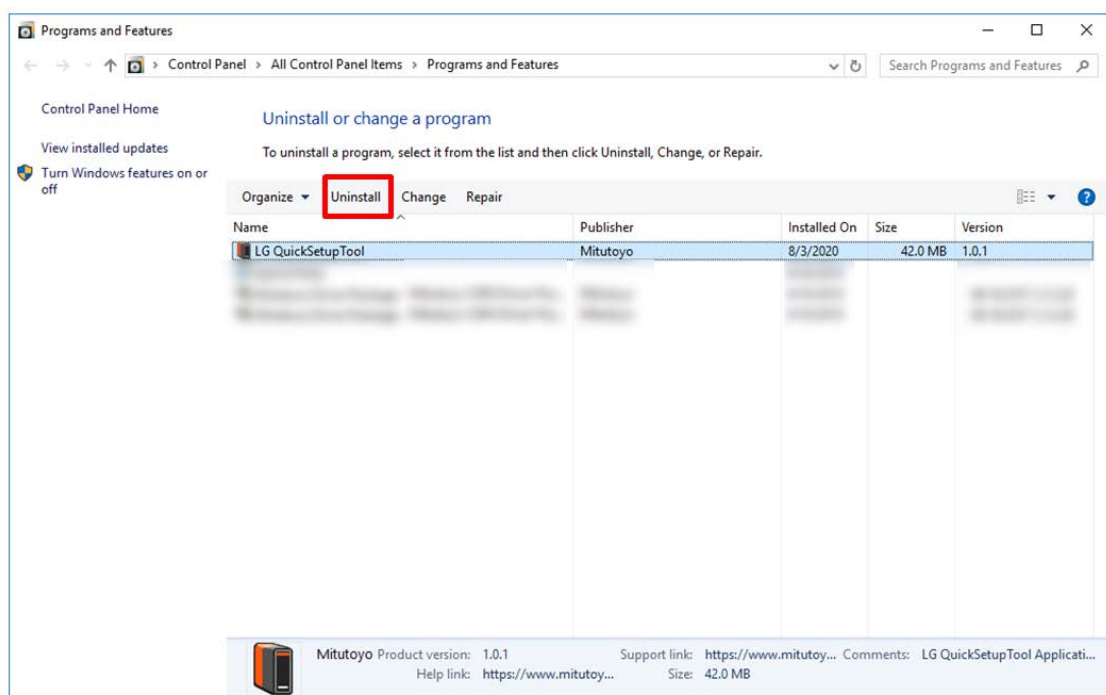 Programs and Features
Control Panel > All Control Panel Items > Programs and Features
Search Programs and Features
Control Panel Home
View installed updates
Turn Windows features on or
off
Uninstall or change a program
To uninstall a program, select it from the list and then click Uninstall, Change, or Repair.
Organize Uninstall Change Repair
Name Publisher Installed On Size Version
LG QuickSetupTool Mitutoyo 8/3/2020 42.0 MB 1.0.1
Mitutoyo Product version: 1.0.1 Support link: https://www.mitutoy... Comments: LG QuickSetupTool Applicati...
Help link: https://www.mitutoy... Size: 42.0 MB